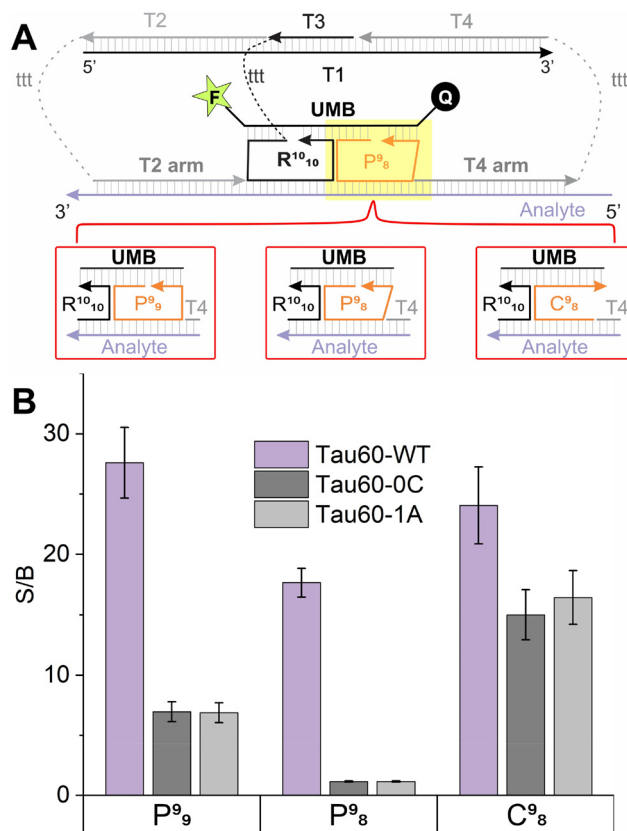 A
T2 T3 T4
5' 3'
ttt ttt T1 ttt
F UMB Q
R¹⁰₁₀ P⁹₈
T2 arm T4 arm
3' Analyte 5'
UMB UMB UMB
R¹⁰₁₀ P⁹₉ T4 R¹⁰₁₀ P⁹₈ T4 R¹⁰₁₀ C⁹₈ T4
Analyte Analyte Analyte
B
30
20
10
0
S/B
Tau60-WT
Tau60-0C
Tau60-1A
P⁹₉ P⁹₈ C⁹₈